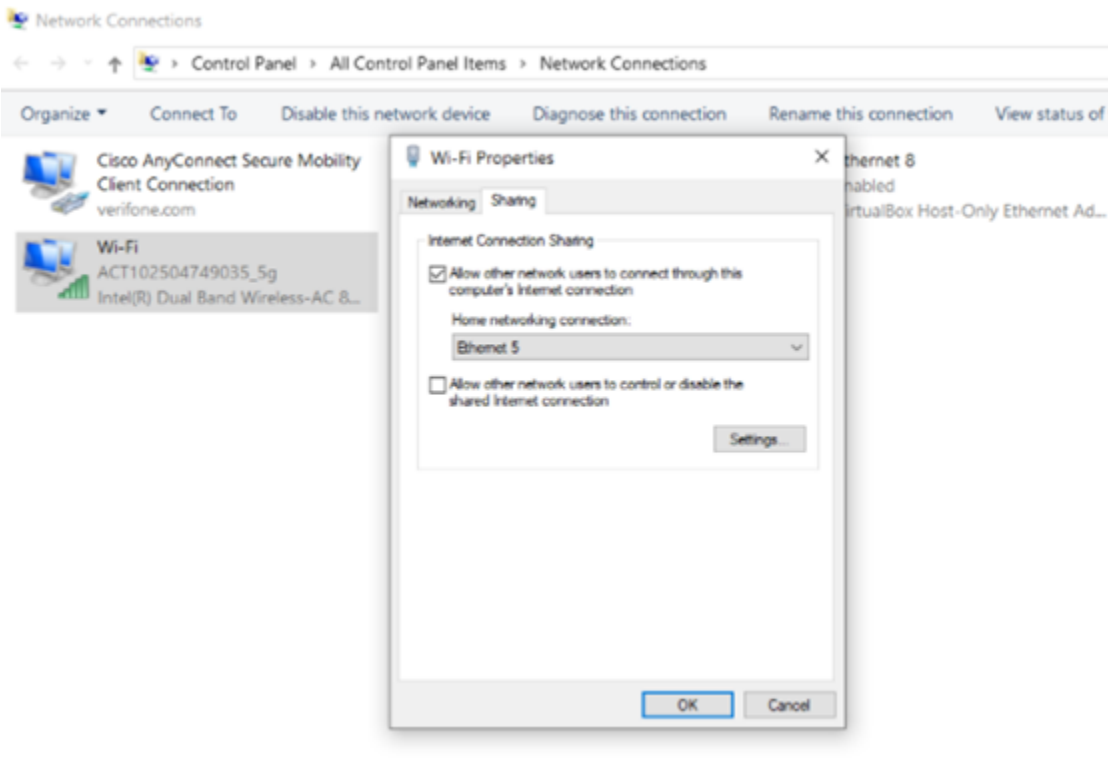 Network Connections
Control Panel > All Control Panel Items > Network Connections
Organize Connect To Disable this network device Diagnose this connection Rename this connection View status of
Cisco AnyConnect Secure Mobility
Client Connection
verifone.com
Wi-Fi
ACT102504749035_5g
Intel(R) Dual Band Wireless-AC 8...
Wi-Fi Properties
Networking Sharing
Internet Connection Sharing
Allow other network users to connect through this
computer's Internet connection
Home networking connection:
Ethernet 5
Allow other network users to control or disable the
shared Internet connection
Settings...
OK Cancel
thernet 8
nabled
irtualBox Host-Only Ethernet Ad...